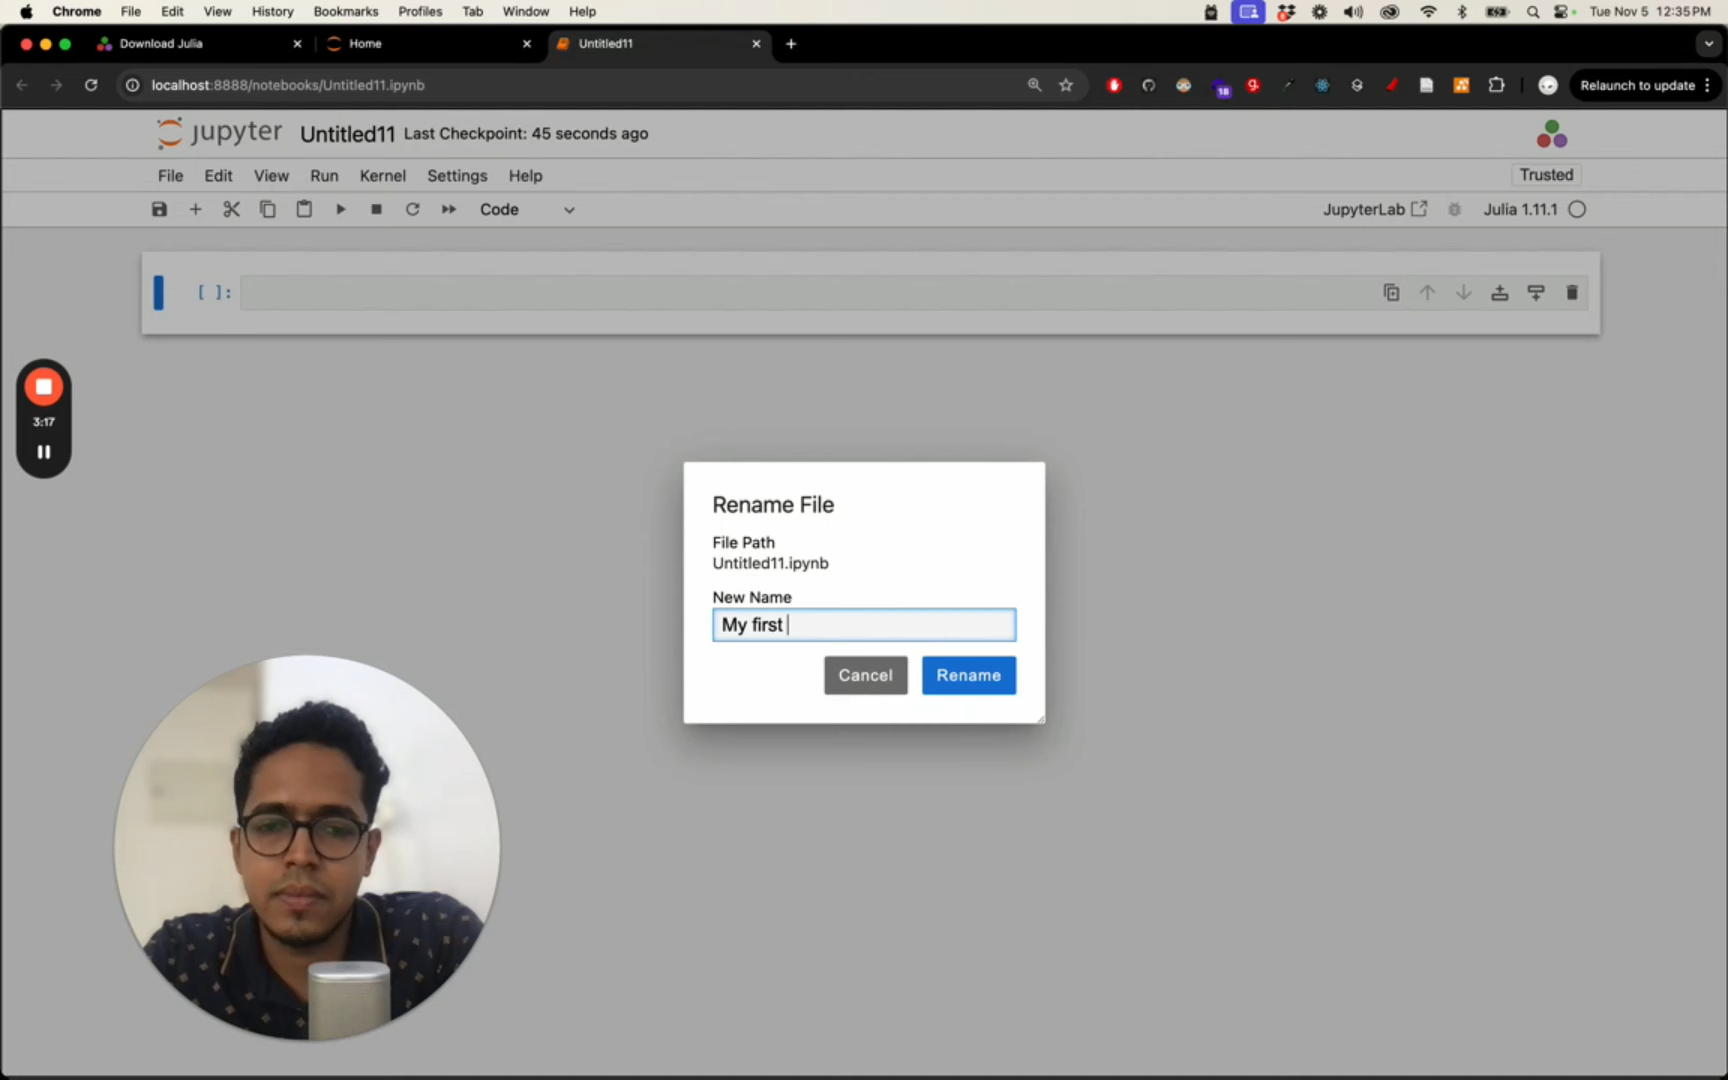 Chrome File Edit View History Bookmarks Profiles Tab Window Help Tue Nov 5 12:35 PM
Download Julia Home Untitled11
localhost:8888/notebooks/Untitled11.ipynb 18 Relaunch to update
jupyter Untitled11 Last Checkpoint: 45 seconds ago
File Edit View Run Kernel Settings Help Trusted
Code JupyterLab Julia 1.11.1
[ ]:
3:17
Rename File
File Path
Untitled11.ipynb
New Name
My first
Cancel Rename